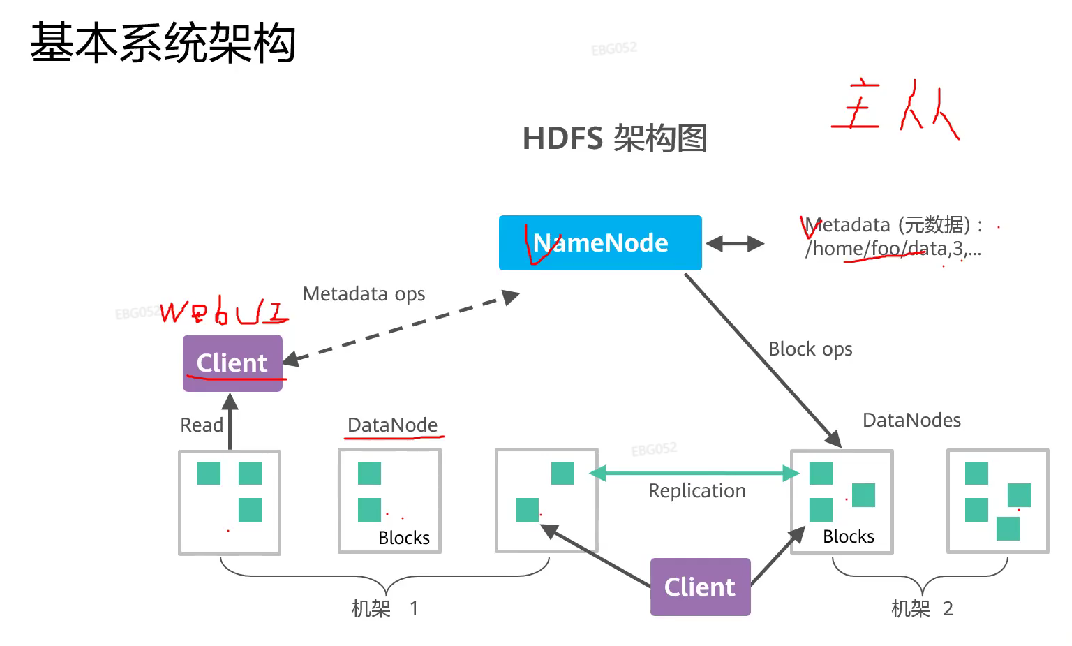 基本系统架构
EBG052
主从
HDFS 架构图
NameNode
Metadata (元数据)：
/home/foo/data,3,...
Metadata ops
EBG052
WebUI
Client
Block ops
Read
DataNode
DataNodes
EBG052
Replication
Blocks
Blocks
Client
机架 1
机架 2